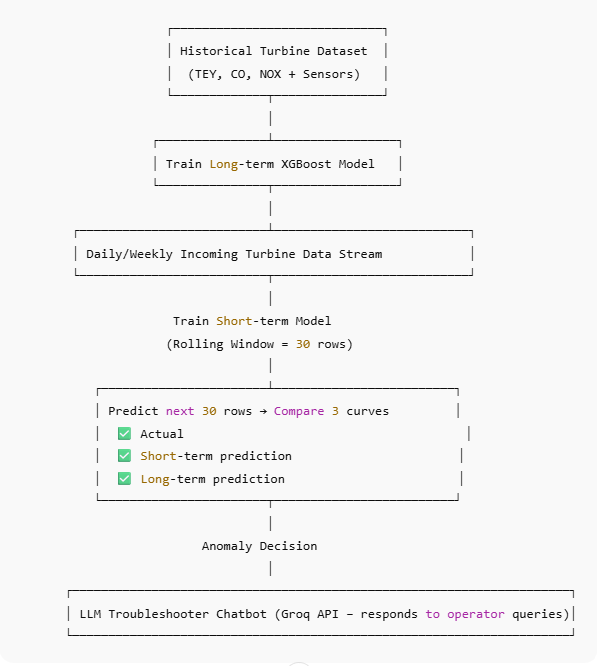 Historical Turbine Dataset
(TEY, CO, NOX + Sensors)
Train Long-term XGBoost Model
Daily/Weekly Incoming Turbine Data Stream
Train Short-term Model
(Rolling Window = 30 rows)
Predict next 30 rows → Compare 3 curves
✅ Actual
✅ Short-term prediction
✅ Long-term prediction
Anomaly Decision
LLM Troubleshooter Chatbot (Groq API – responds to operator queries)